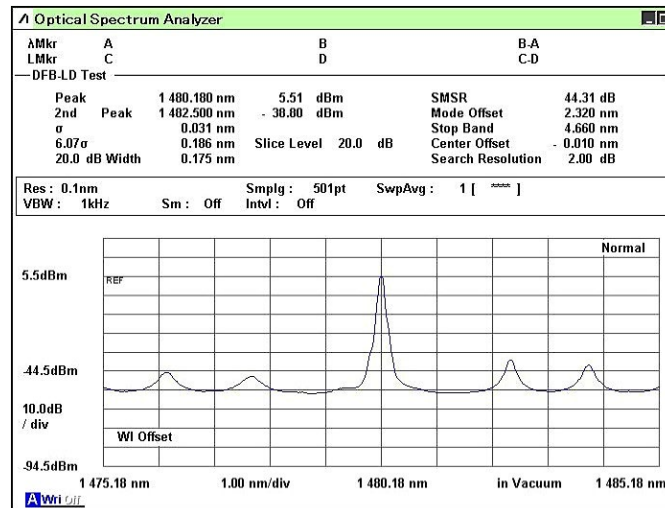 Optical Spectrum Analyzer
λMkr A B B-A
LMkr C D C-D
DFB-LD Test
Peak 1 480.180 nm 5.51 dBm SMSR 44.31 dB
2nd Peak 1 482.500 nm - 38.80 dBm Mode Offset 2.320 nm
σ 0.031 nm Stop Band 4.660 nm
6.07σ 0.186 nm Slice Level 20.0 dB Center Offset - 0.010 nm
20.0 dB Width 0.175 nm Search Resolution 2.00 dB
Res : 0.1nm Smplg : 501pt SwpAvg : 1 [ **** ]
VBW : 1kHz Sm : Off Intvl : Off
Normal
5.5dBm REF
-44.5dBm
10.0dB
/ div
WI Offset
-94.5dBm
1 475.18 nm 1.00 nm/div 1 480.18 nm in Vacuum 1 485.18 nm
A Wri Off